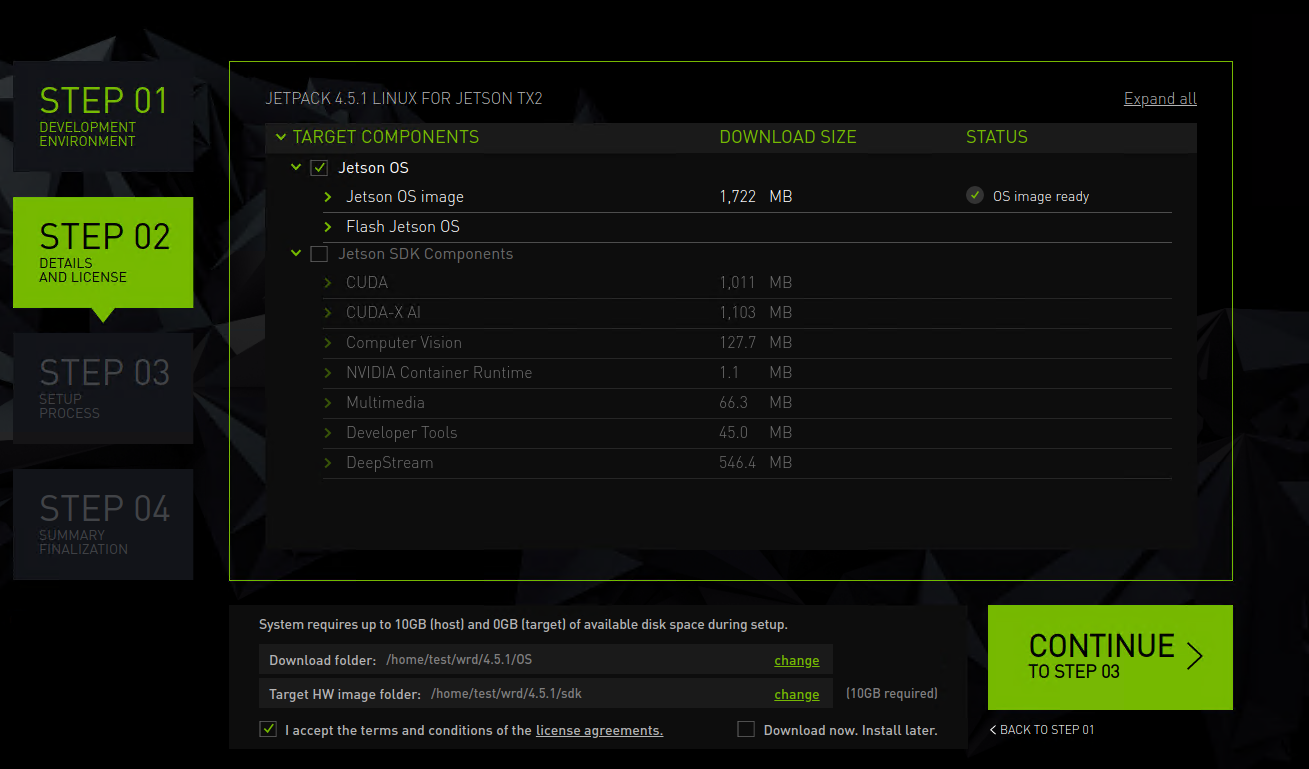 STEP 01
DEVELOPMENT
ENVIRONMENT
STEP 02
DETAILS
AND LICENSE
STEP 03
SETUP
PROCESS
STEP 04
SUMMARY
FINALIZATION
JETPACK 4.5.1 LINUX FOR JETSON TX2 Expand all
TARGET COMPONENTS DOWNLOAD SIZE STATUS
Jetson OS
Jetson OS image 1,722 MB OS image ready
Flash Jetson OS
Jetson SDK Components
CUDA 1,011 MB
CUDA-X AI 1,103 MB
Computer Vision 127.7 MB
NVIDIA Container Runtime 1.1 MB
Multimedia 66.3 MB
Developer Tools 45.0 MB
DeepStream 546.4 MB
System requires up to 10GB (host) and 0GB (target) of available disk space during setup.
Download folder: /home/test/wrd/4.5.1/OS change
Target HW image folder: /home/test/wrd/4.5.1/sdk change (10GB required)
I accept the terms and conditions of the license agreements. Download now. Install later.
CONTINUE
TO STEP 03
BACK TO STEP 01